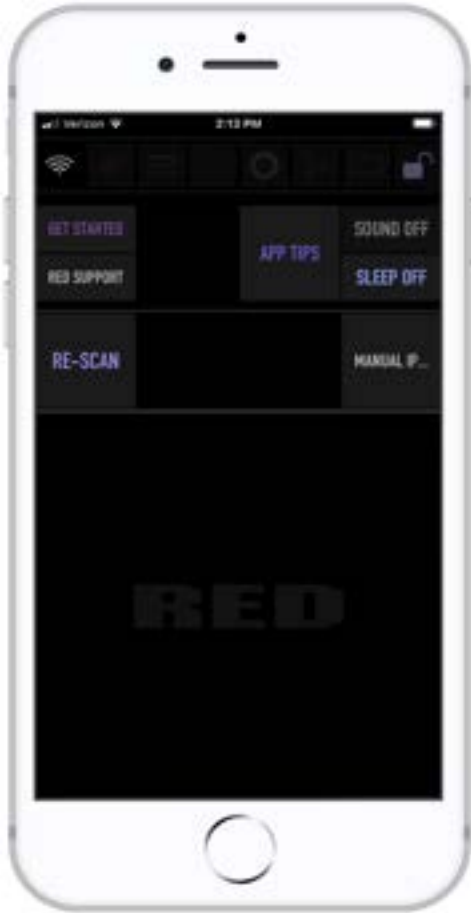 Verizon 2:13 PM
GET STARTED
RED SUPPORT
APP TIPS
SOUND OFF
SLEEP OFF
RE-SCAN
MANUAL IP...
RED